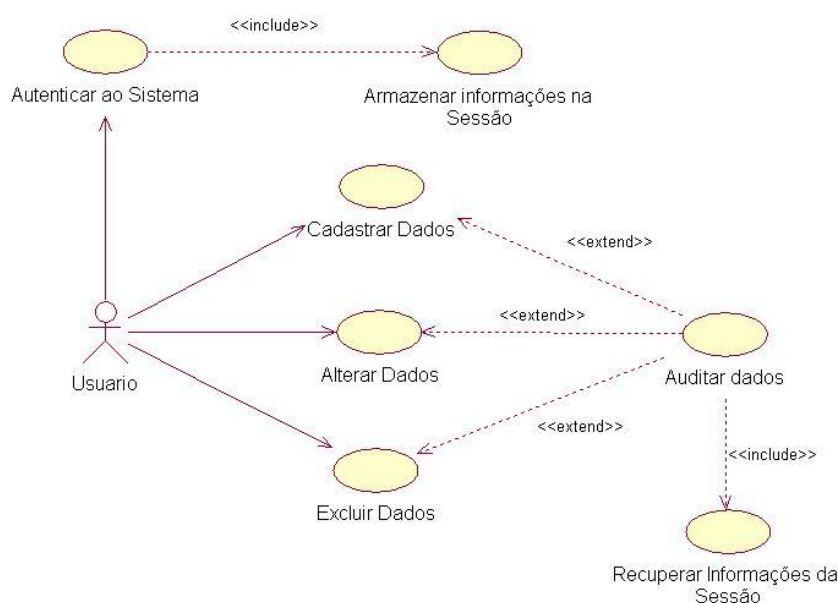 <<include>>
Autenticar ao Sistema
Armazenar informações na
Sessão
Cadastrar Dados
<<extend>>
<<extend>>
Usuario
Alterar Dados
Auditar dados
<<extend>>
<<include>>
Excluir Dados
Recuperar Informações da
Sessão